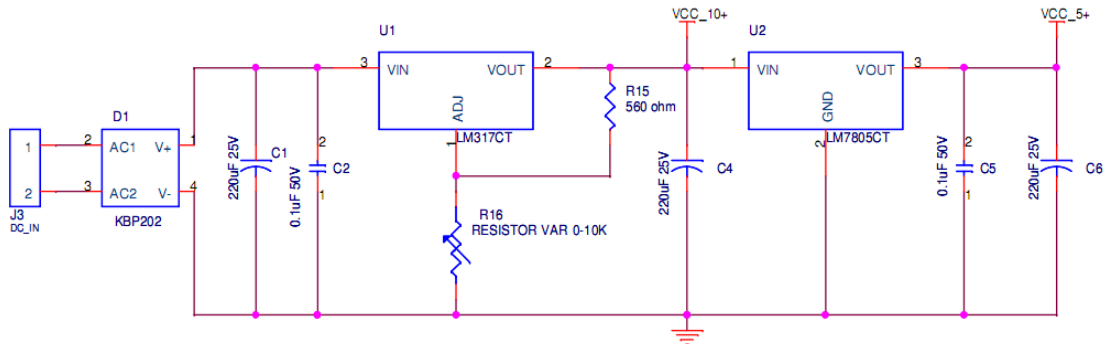 VCC_10+
VCC_5+
U1
U2
3
VIN
VOUT
2
ADJ
1
LM317CT
R15
560 ohm
1
VIN
VOUT
3
GND
2
LM7805CT
D1
1
2
J3
DC_IN
2
3
AC1
AC2
V+
V-
1
4
KBP202
C1
220uF 25V
2
C2
1
0.1uF 50V
R16
RESISTOR VAR 0-10K
C4
220uF 25V
2
C5
1
0.1uF 50V
C6
220uF 25V